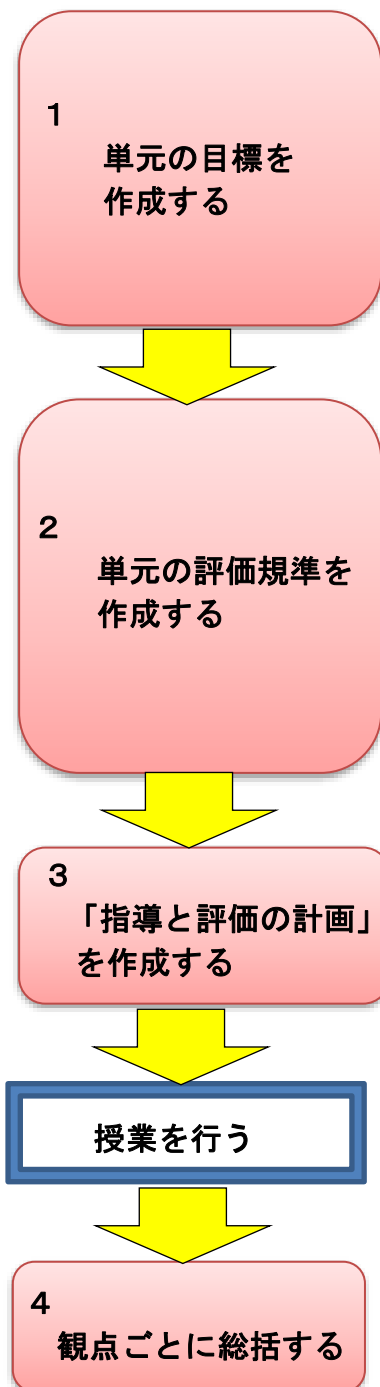 １
単元の目標を
作成する
２
単元の評価規準を
作成する
３
「指導と評価の計画」
を作成する
授業を行う
４
観点ごとに総括する